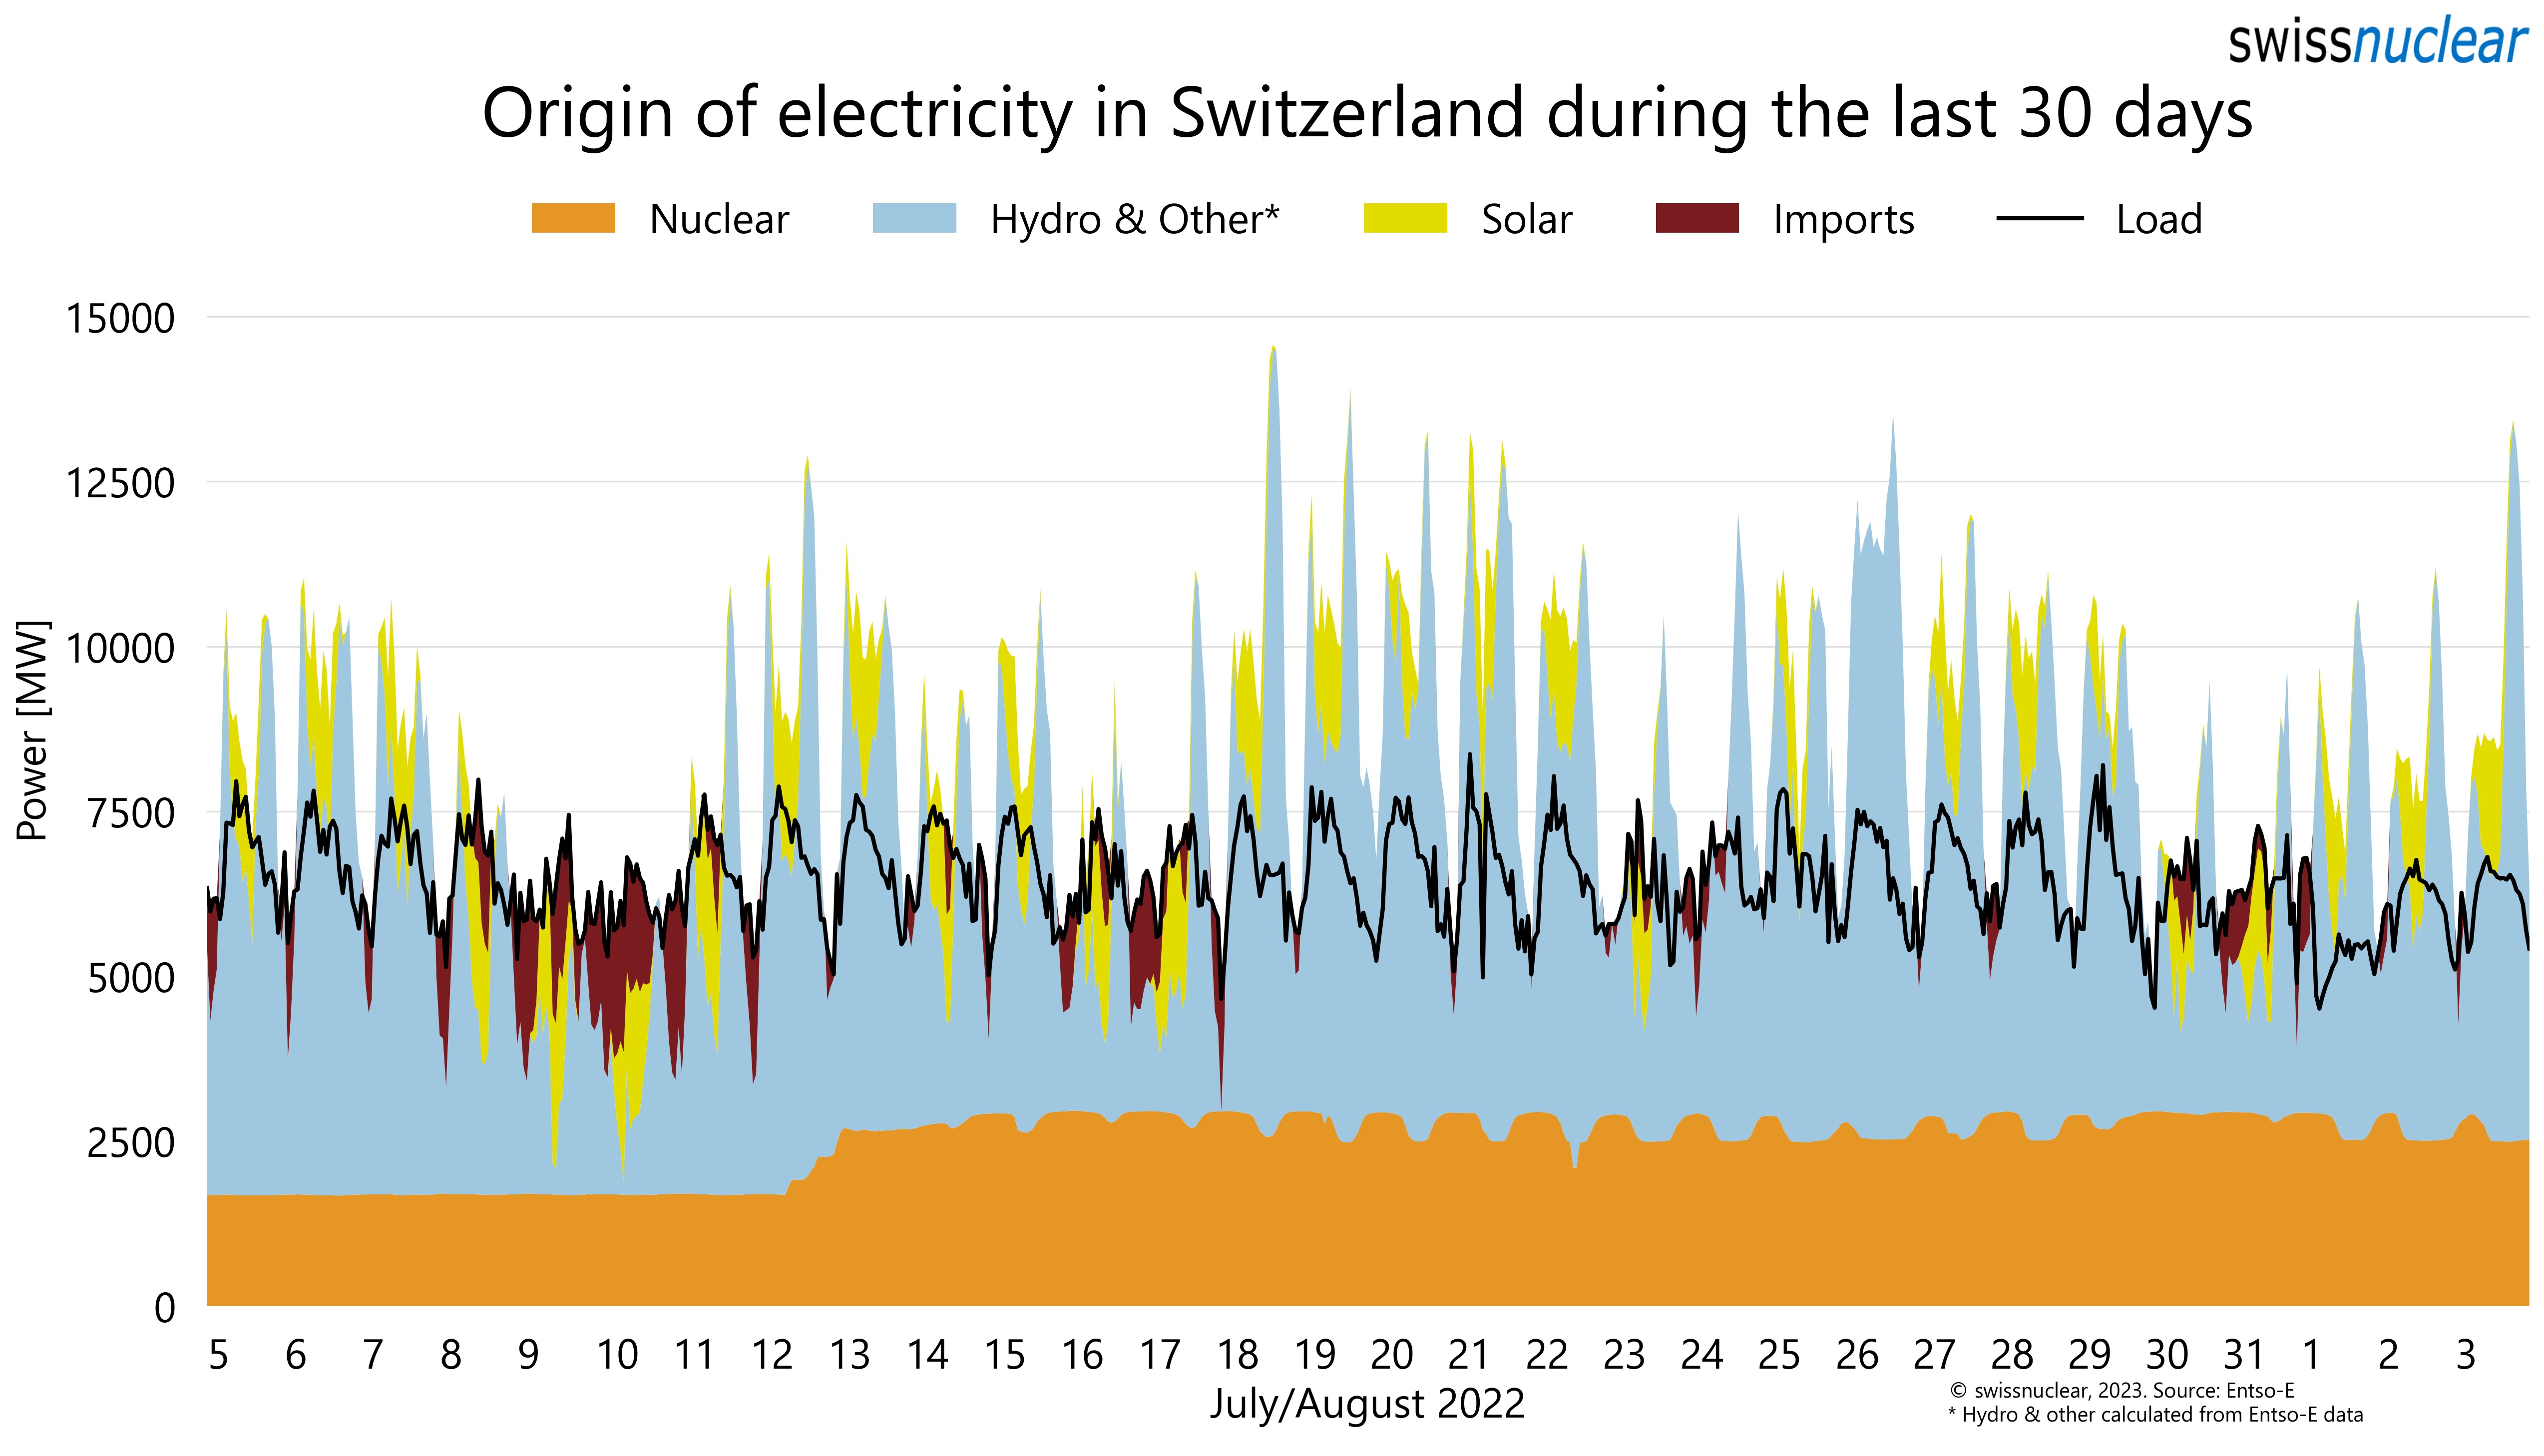 swissnuclear
Origin of electricity in Switzerland during the last 30 days
Nuclear Hydro & Other* Solar Imports Load
15000
12500
10000
7500
5000
2500
0
Power [MW]
5 6 7 8 9 10 11 12 13 14 15 16 17 18 19 20 21 22 23 24 25 26 27 28 29 30 31 1 2 3
July/August 2022
© swissnuclear, 2023. Source: Entso-E
* Hydro & other calculated from Entso-E data